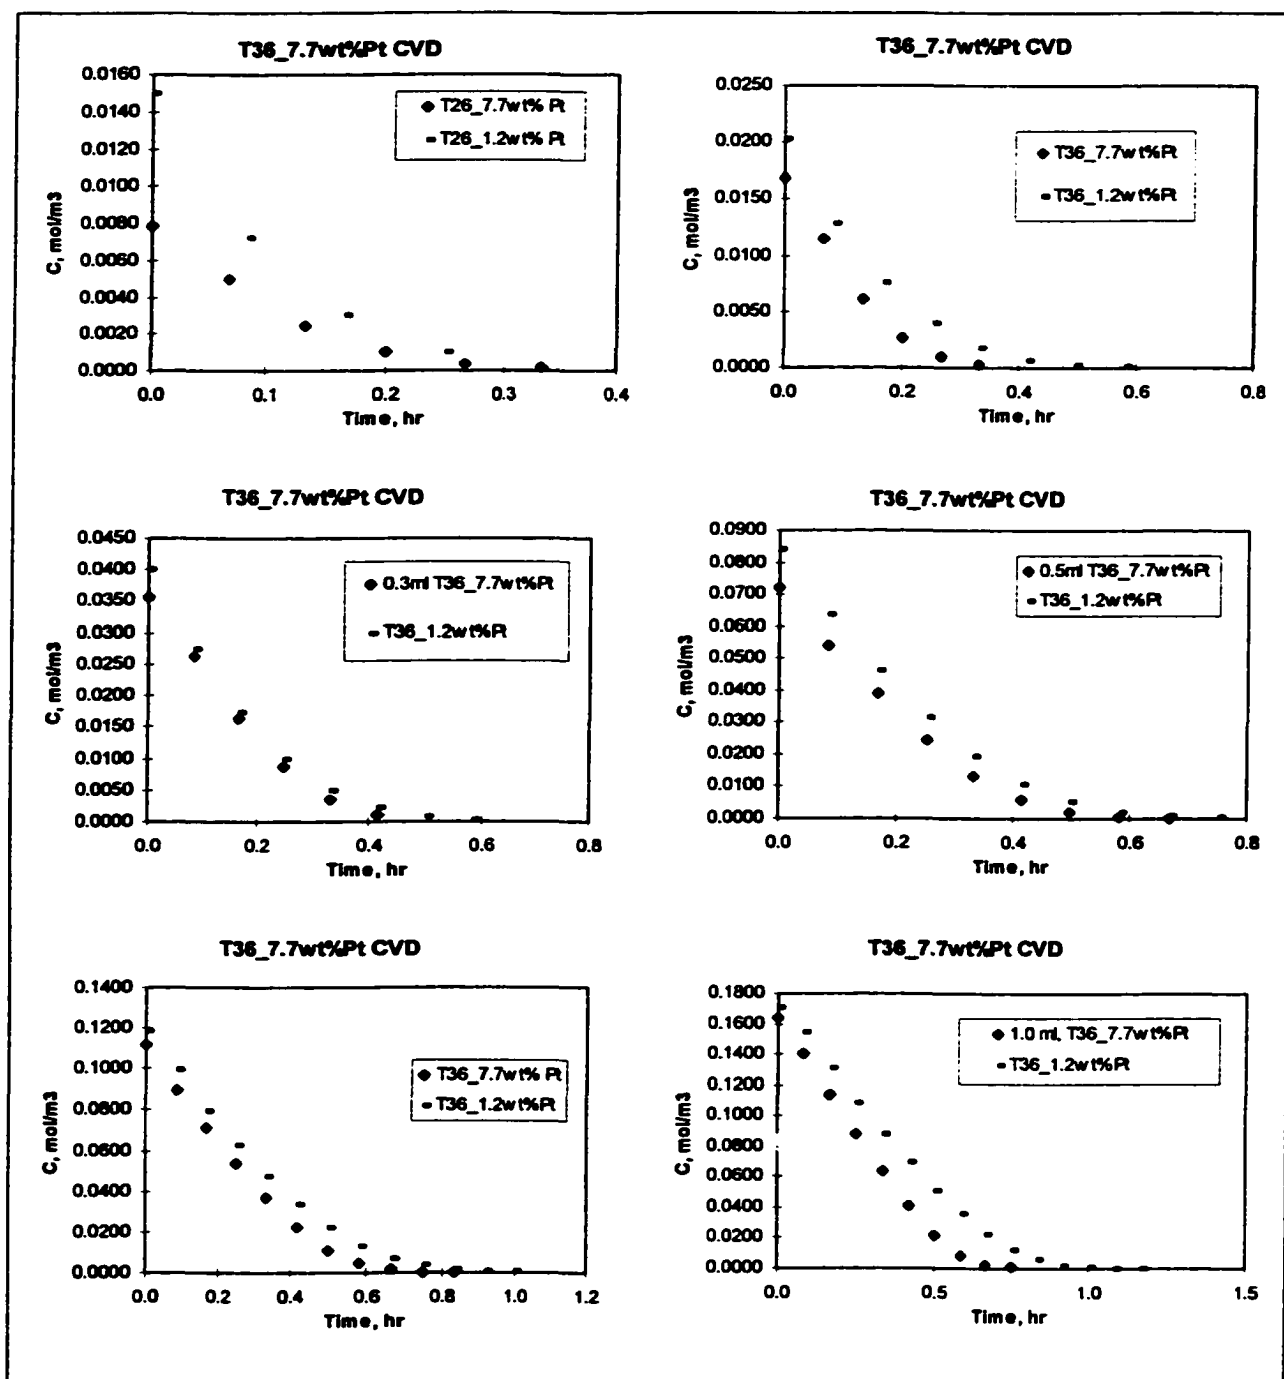 T36_7.7wt%Pt CVD
0.0160
0.0140
0.0120
0.0100
0.0080
0.0060
0.0040
0.0020
0.0000
C, mol/m3
T26_7.7wt% Pt
T26_1.2wt% Pt
0.0 0.1 0.2 0.3 0.4
Time, hr
T36_7.7wt%Pt CVD
0.0250
0.0200
0.0150
0.0100
0.0050
0.0000
C, mol/m3
T36_7.7wt%Pt
T36_1.2wt%Pt
0.0 0.2 0.4 0.6 0.8
Time, hr
T36_7.7wt%Pt CVD
0.0450
0.0400
0.0350
0.0300
0.0250
0.0200
0.0150
0.0100
0.0050
0.0000
C, mol/m3
0.3ml T36_7.7wt%Pt
T36_1.2wt%Pt
0.0 0.2 0.4 0.6 0.8
Time, hr
T36_7.7wt%Pt CVD
0.0900
0.0800
0.0700
0.0600
0.0500
0.0400
0.0300
0.0200
0.0100
0.0000
C, mol/m3
0.5ml T36_7.7wt%Pt
T36_1.2wt%Pt
0.0 0.2 0.4 0.6 0.8
Time, hr
T36_7.7wt%Pt CVD
0.1400
0.1200
0.1000
0.0800
0.0600
0.0400
0.0200
0.0000
C, mol/m3
T36_7.7wt% Pt
T36_1.2wt%Pt
0.0 0.2 0.4 0.6 0.8 1.0 1.2
Time, hr
T36_7.7wt%Pt CVD
0.1800
0.1600
0.1400
0.1200
0.1000
0.0800
0.0600
0.0400
0.0200
0.0000
C, mol/m3
1.0 ml, T36_7.7wt%Pt
T36_1.2wt%Pt
0.0 0.5 1.0 1.5
Time, hr